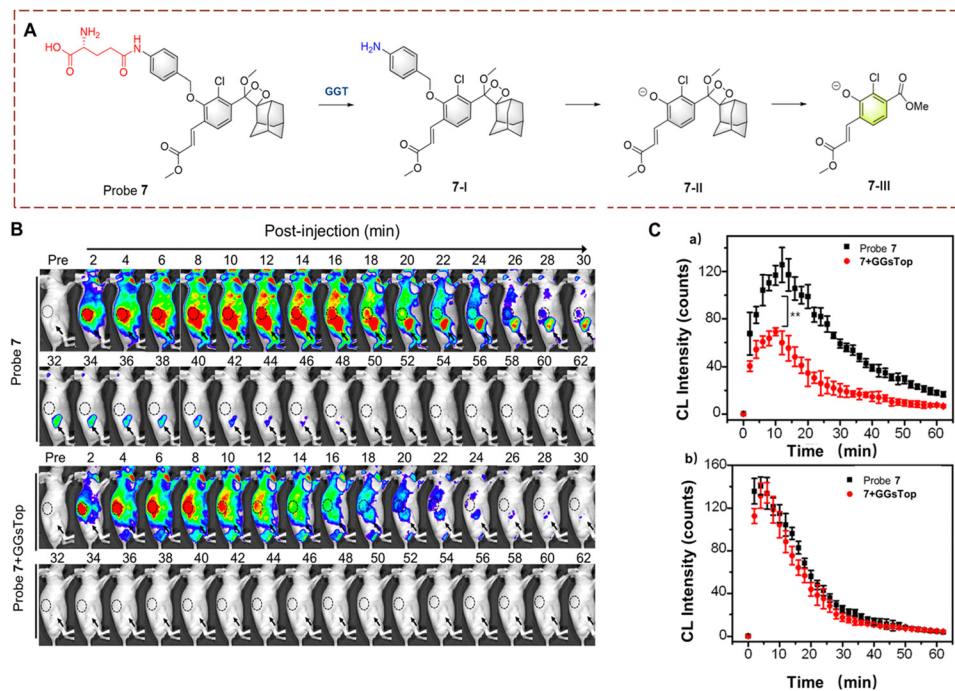 A
NH2
HO
O
O
H
N
O
Cl
O
O
O
O
O
Probe 7
GGT
H2N
O
Cl
O
O
O
O
O
7-I
O
⊖
Cl
O
O
O
O
O
7-II
O
⊖
Cl
O
OMe
O
O
7-III
B
Post-injection (min)
Pre 2 4 6 8 10 12 14 16 18 20 22 24 26 28 30
Probe 7
32 34 36 38 40 42 44 46 48 50 52 54 56 58 60 62
Pre 2 4 6 8 10 12 14 16 18 20 22 24 26 28 30
Probe 7+GGsTop
32 34 36 38 40 42 44 46 48 50 52 54 56 58 60 62
C
a)
Probe 7
7+GGsTop
**
CL Intensity (counts)
120
80
40
0
0 10 20 30 40 50 60
Time (min)
b)
Probe 7
7+GGsTop
CL Intensity (counts)
160
120
80
40
0
0 10 20 30 40 50 60
Time (min)